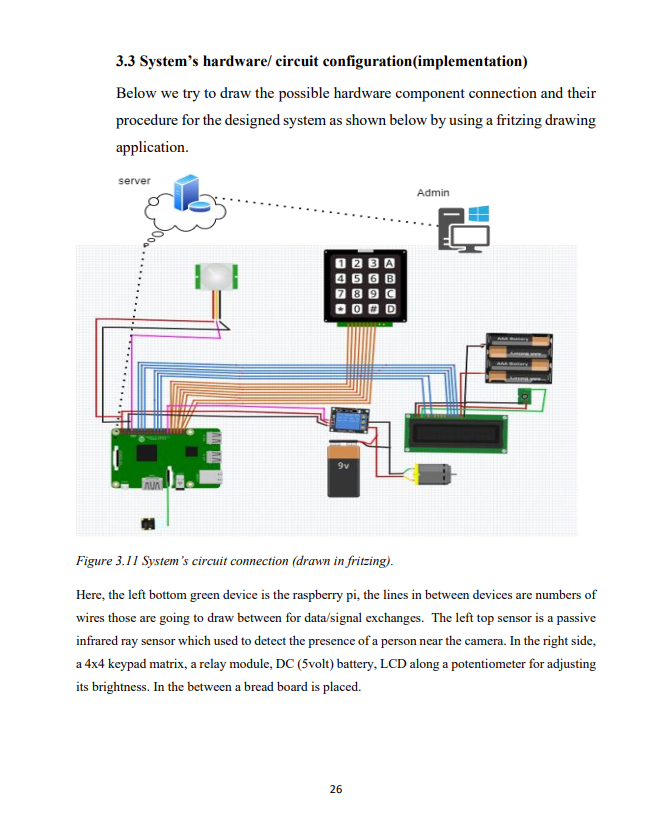 3.3 System's hardware/ circuit configuration(implementation)
Below we try to draw the possible hardware component connection and their
procedure for the designed system as shown below by using a fritzing drawing
application.
server
Admin
1 2 3 A
4 5 6 B
7 8 9 C
* 0 # D
AAA Battery
AAA Battery
9v
Figure 3.11 System's circuit connection (drawn in fritzing).
Here, the left bottom green device is the raspberry pi, the lines in between devices are numbers of
wires those are going to draw between for data/signal exchanges. The left top sensor is a passive
infrared ray sensor which used to detect the presence of a person near the camera. In the right side,
a 4x4 keypad matrix, a relay module, DC (5volt) battery, LCD along a potentiometer for adjusting
its brightness. In the between a bread board is placed.
26